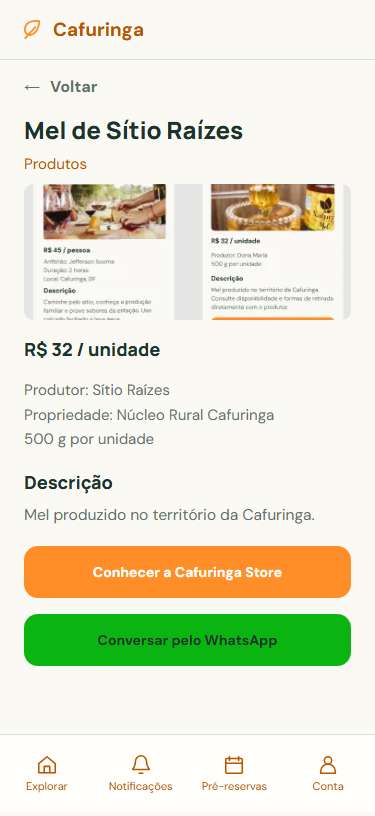 Cafuringa
← Voltar
Mel de Sítio Raízes
Produtos
R$ 45 / pessoa
Anfitrião: Jefferson Issoma
Duração: 2 horas
Local: Cafuringa, DF
Descrição
Caminhe pelo sítio, conheça a produção
familiar e prove sabores da estação. Uma
R$ 32 / unidade
Produtor: Dona Maria
500 g por unidade
Descrição
Mel produzido no território da Cafuringa.
Consulte disponibilidade e formas de retirada
diretamente com o produtor.
R$ 32 / unidade
Produtor: Sítio Raízes
Propriedade: Núcleo Rural Cafuringa
500 g por unidade
Descrição
Mel produzido no território da Cafuringa.
Conhecer a Cafuringa Store
Conversar pelo WhatsApp
Explorar
Notificações
Pré-reservas
Conta